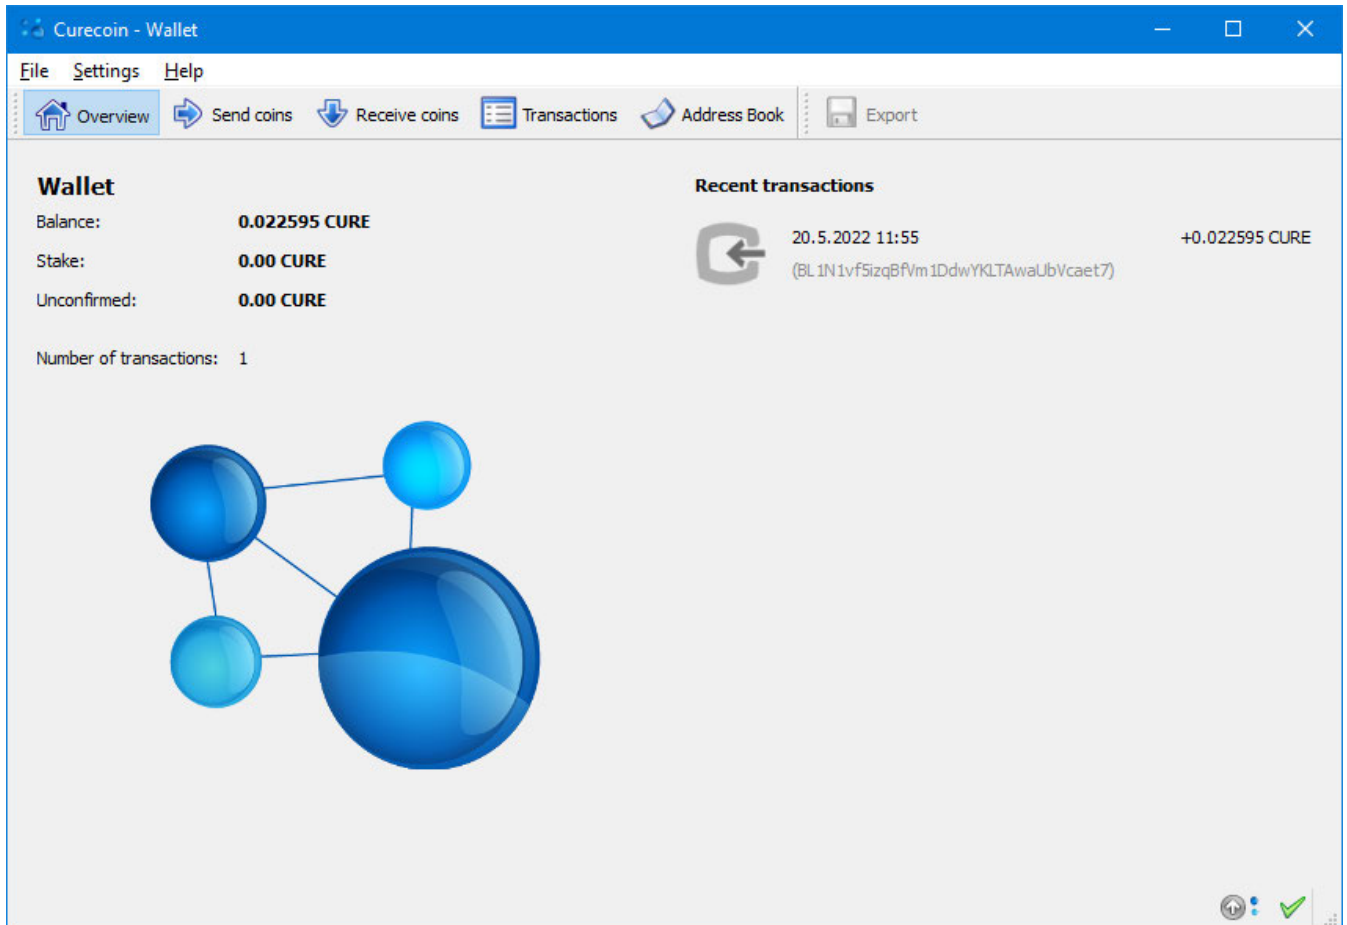 Curecoin - Wallet
File Settings Help
Overview Send coins Receive coins Transactions Address Book Export
Wallet
Balance: 0.022595 CURE
Stake: 0.00 CURE
Unconfirmed: 0.00 CURE
Number of transactions: 1
Recent transactions
20.5.2022 11:55 +0.022595 CURE
(BL1N1vf5izqBfVm1DdwYKLTAwaUbVcaet7)